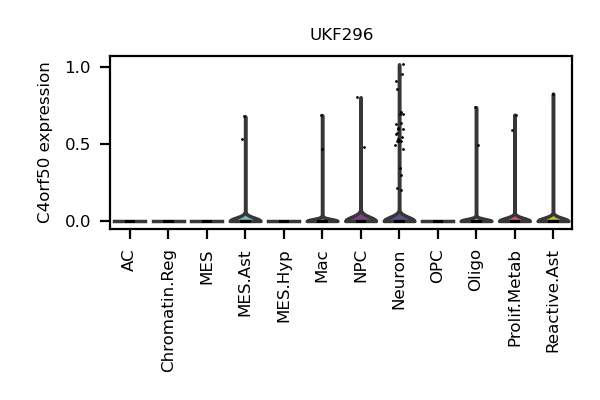 UKF296
C4orf50 expression
1.0
0.5
0.0
AC
Chromatin.Reg
MES
MES.Ast
MES.Hyp
Mac
NPC
Neuron
OPC
Oligo
Prolif.Metab
Reactive.Ast